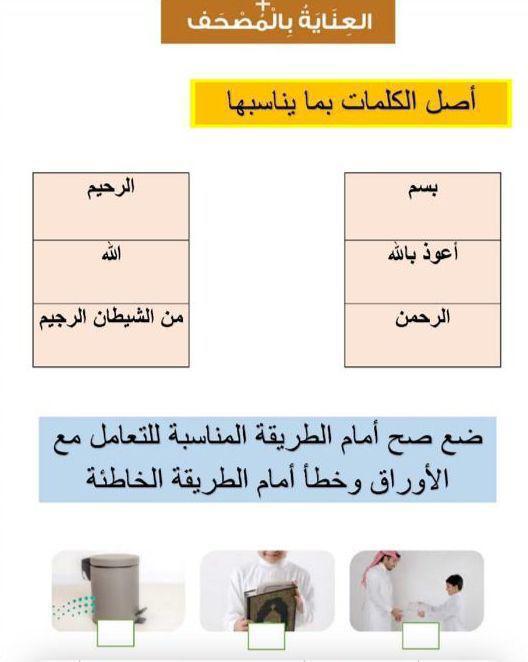 العِنَايَةُ بِالْمُصْحَف
أصل الكلمات بما يناسبها
بسم
الرحيم
أعوذ بالله
الله
الرحمن
من الشيطان الرجيم
ضع صح أمام الطريقة المناسبة للتعامل مع
الأوراق وخطأ أمام الطريقة الخاطئة